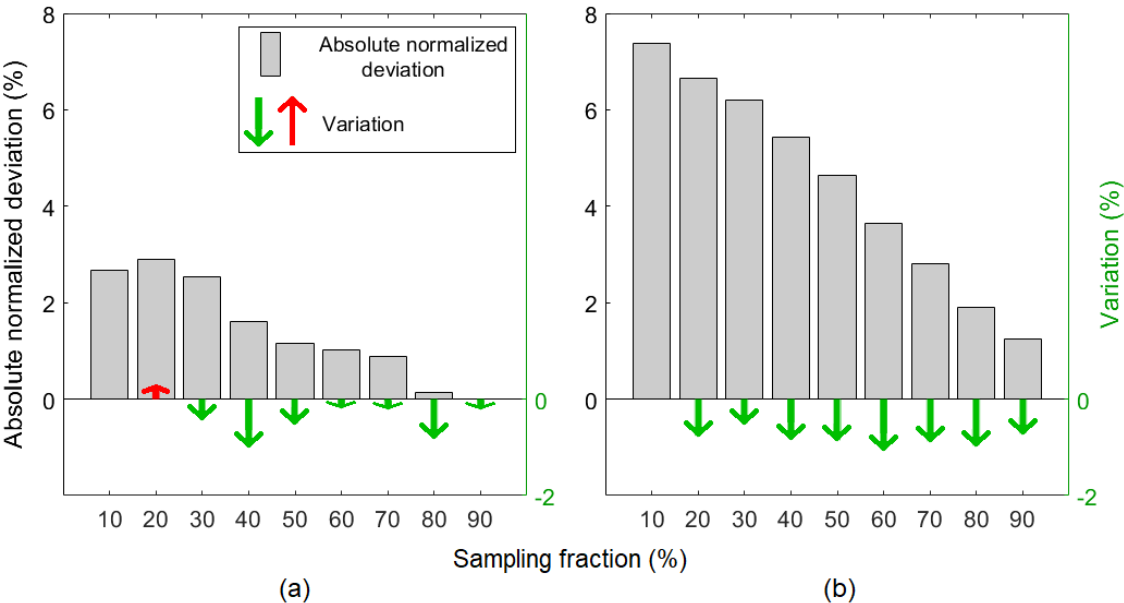 8
6
4
2
0
Absolute normalized deviation (%)
Absolute normalized
deviation
Variation
0
-2
10 20 30 40 50 60 70 80 90
(a)
8
6
4
2
0
0
-2
Variation (%)
10 20 30 40 50 60 70 80 90
Sampling fraction (%)
(b)